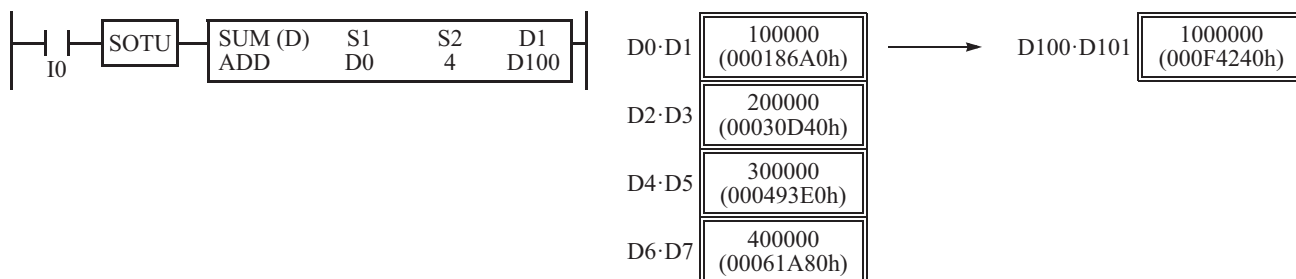 I0
SOTU
SUM (D) S1 S2 D1
ADD D0 4 D100
D0·D1
100000
(000186A0h)
D100·D101
1000000
(000F4240h)
D2·D3
200000
(00030D40h)
D4·D5
300000
(000493E0h)
D6·D7
400000
(00061A80h)